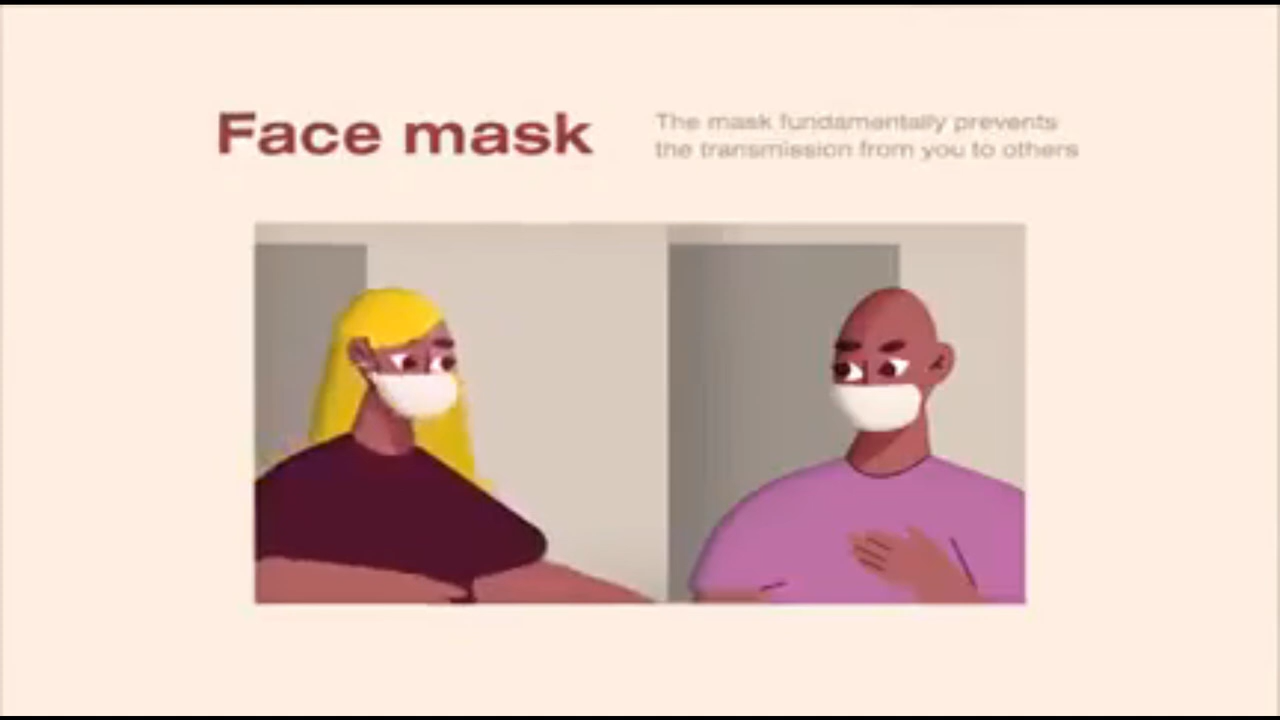 Face mask
The mask fundamentally prevents
the transmission from you to others